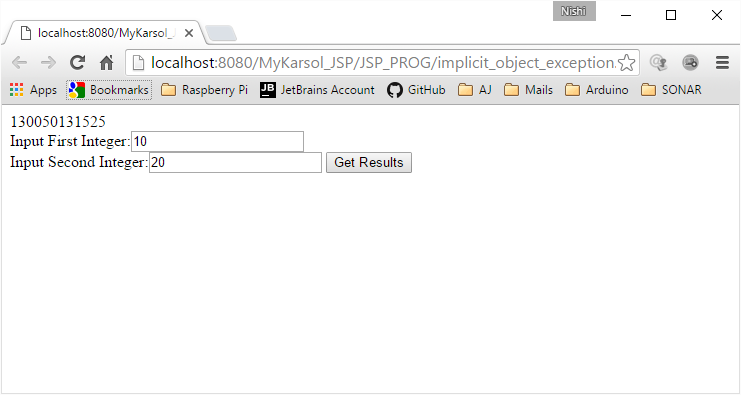 Nishi
localhost:8080/MyKarsol_J
localhost:8080/MyKarsol_JSP/JSP_PROG/implicit_object_exception.
Apps Bookmarks Raspberry Pi JB JetBrains Account GitHub AJ Mails Arduino SONAR
130050131525
Input First Integer: 10
Input Second Integer: 20 Get Results